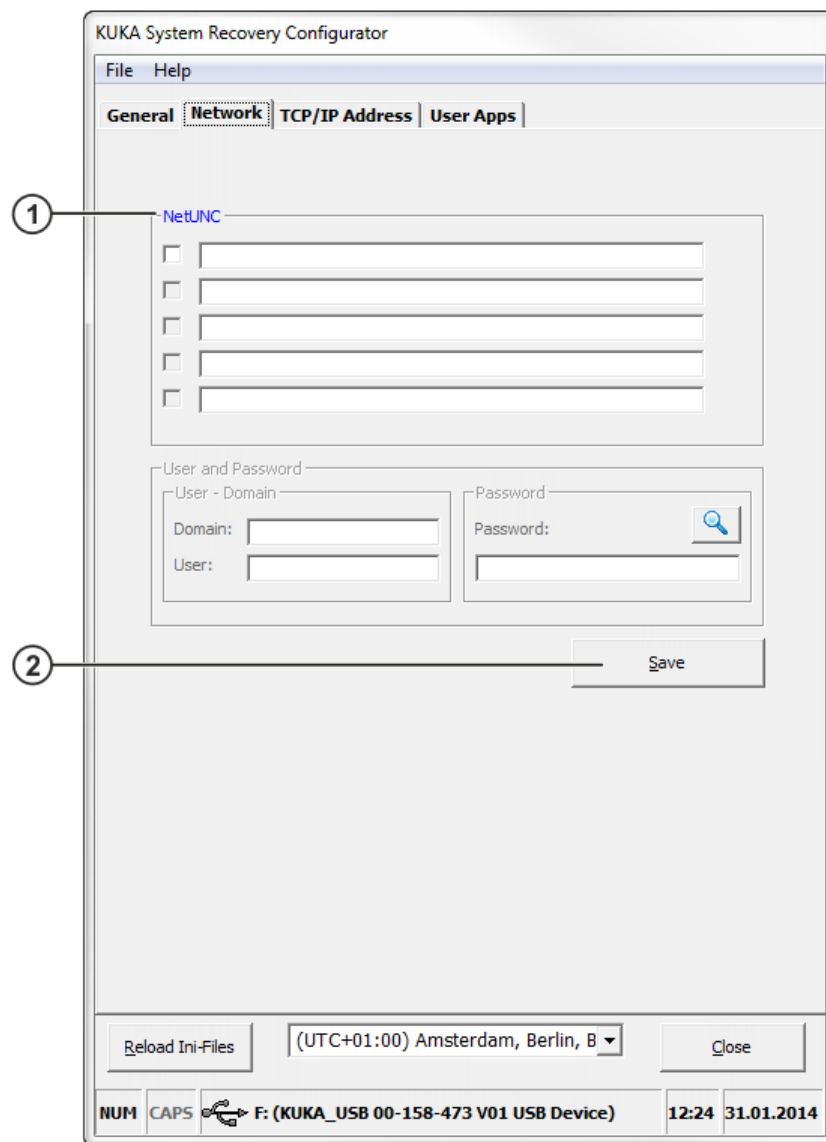 KUKA System Recovery Configurator
File Help
General Network TCP/IP Address User Apps
1
NetUNC
User and Password
User - Domain
Password
Domain:
Password:
User:
2
Save
Reload Ini-Files
(UTC+01:00) Amsterdam, Berlin, B
Close
NUM CAPS F: (KUKA_USB 00-158-473 V01 USB Device) 12:24 31.01.2014